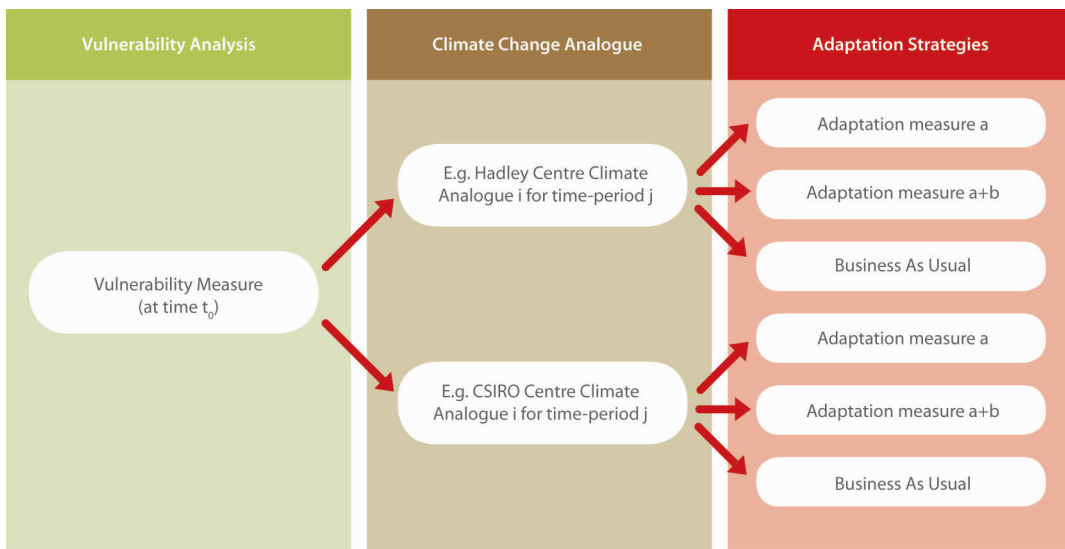 Vulnerability Analysis
Climate Change Analogue
Adaptation Strategies
Vulnerability Measure
(at time t₀)
E.g. Hadley Centre Climate
Analogue i for time-period j
E.g. CSIRO Centre Climate
Analogue i for time-period j
Adaptation measure a
Adaptation measure a+b
Business As Usual
Adaptation measure a
Adaptation measure a+b
Business As Usual